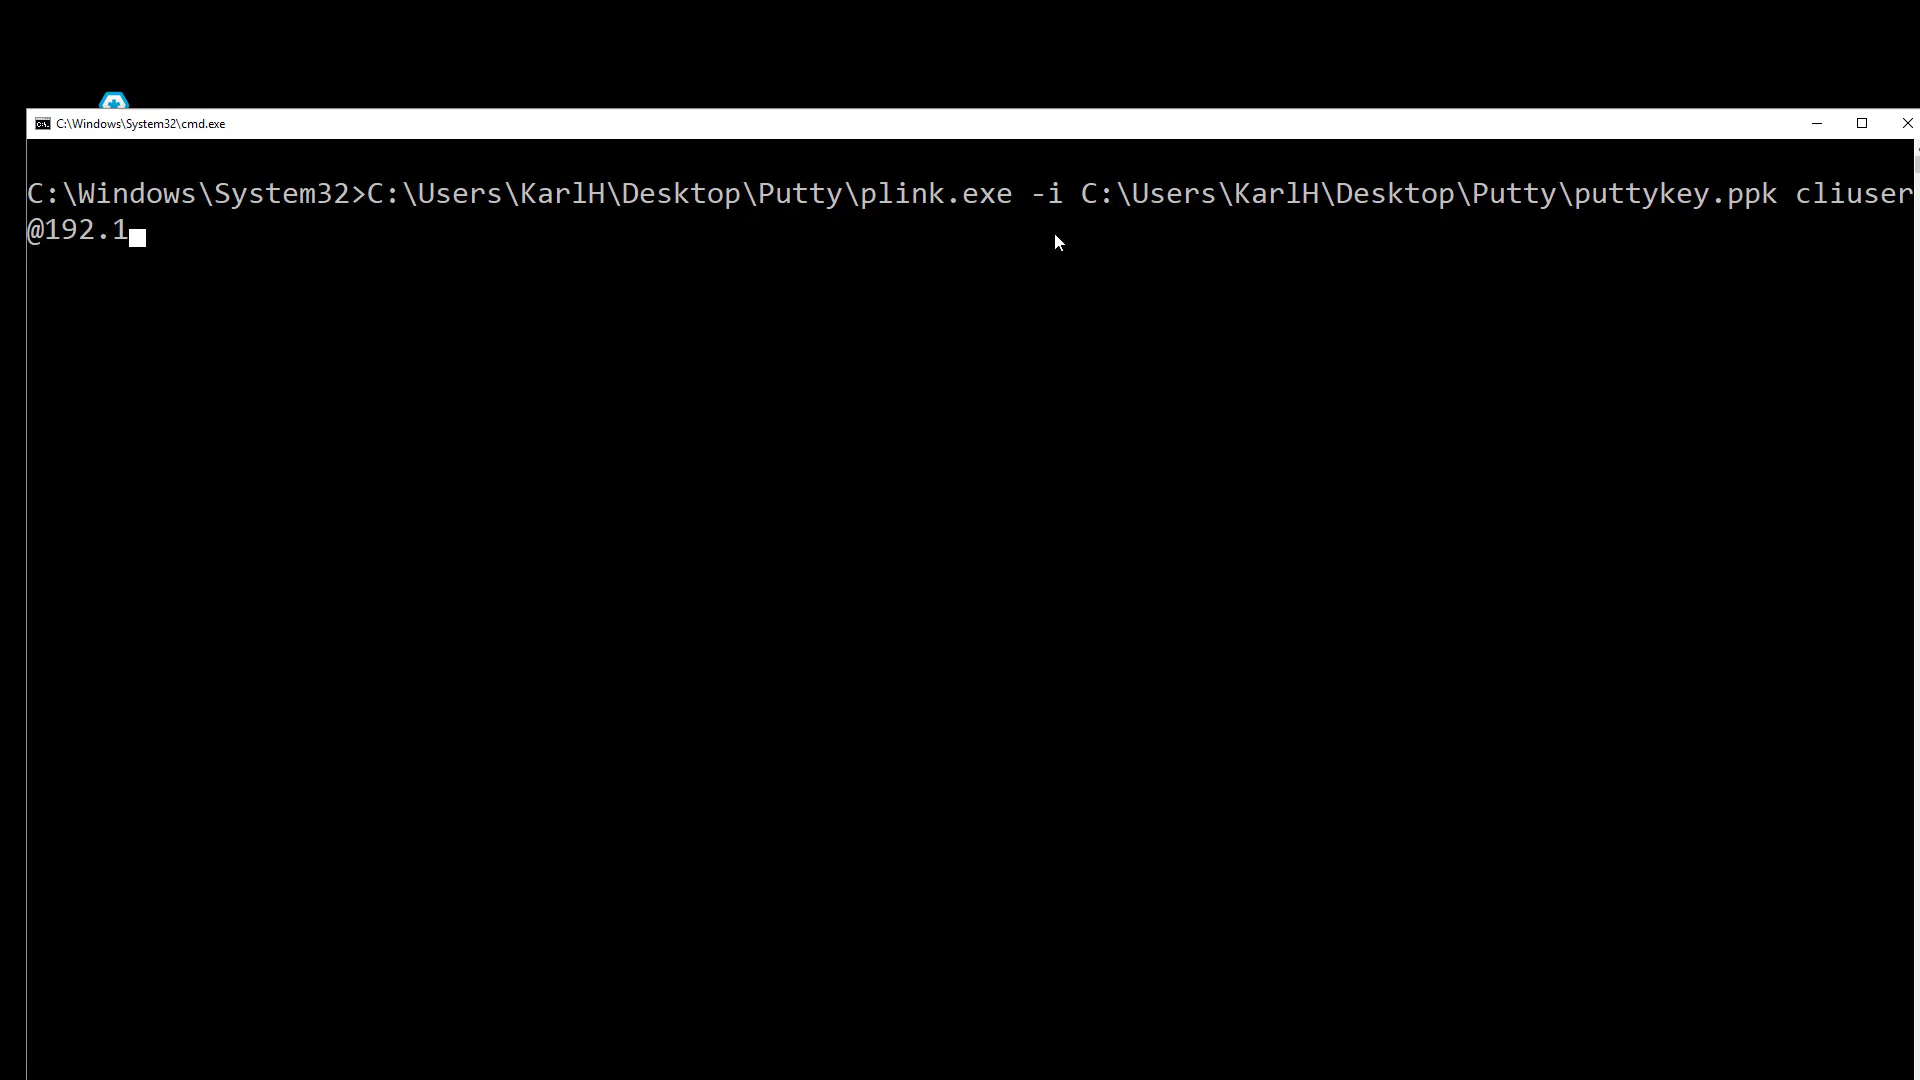 C:\Windows\System32\cmd.exe
C:\Windows\System32>C:\Users\KarlH\Desktop\Putty\plink.exe -i C:\Users\KarlH\Desktop\Putty\puttykey.ppk cliuser
@192.1